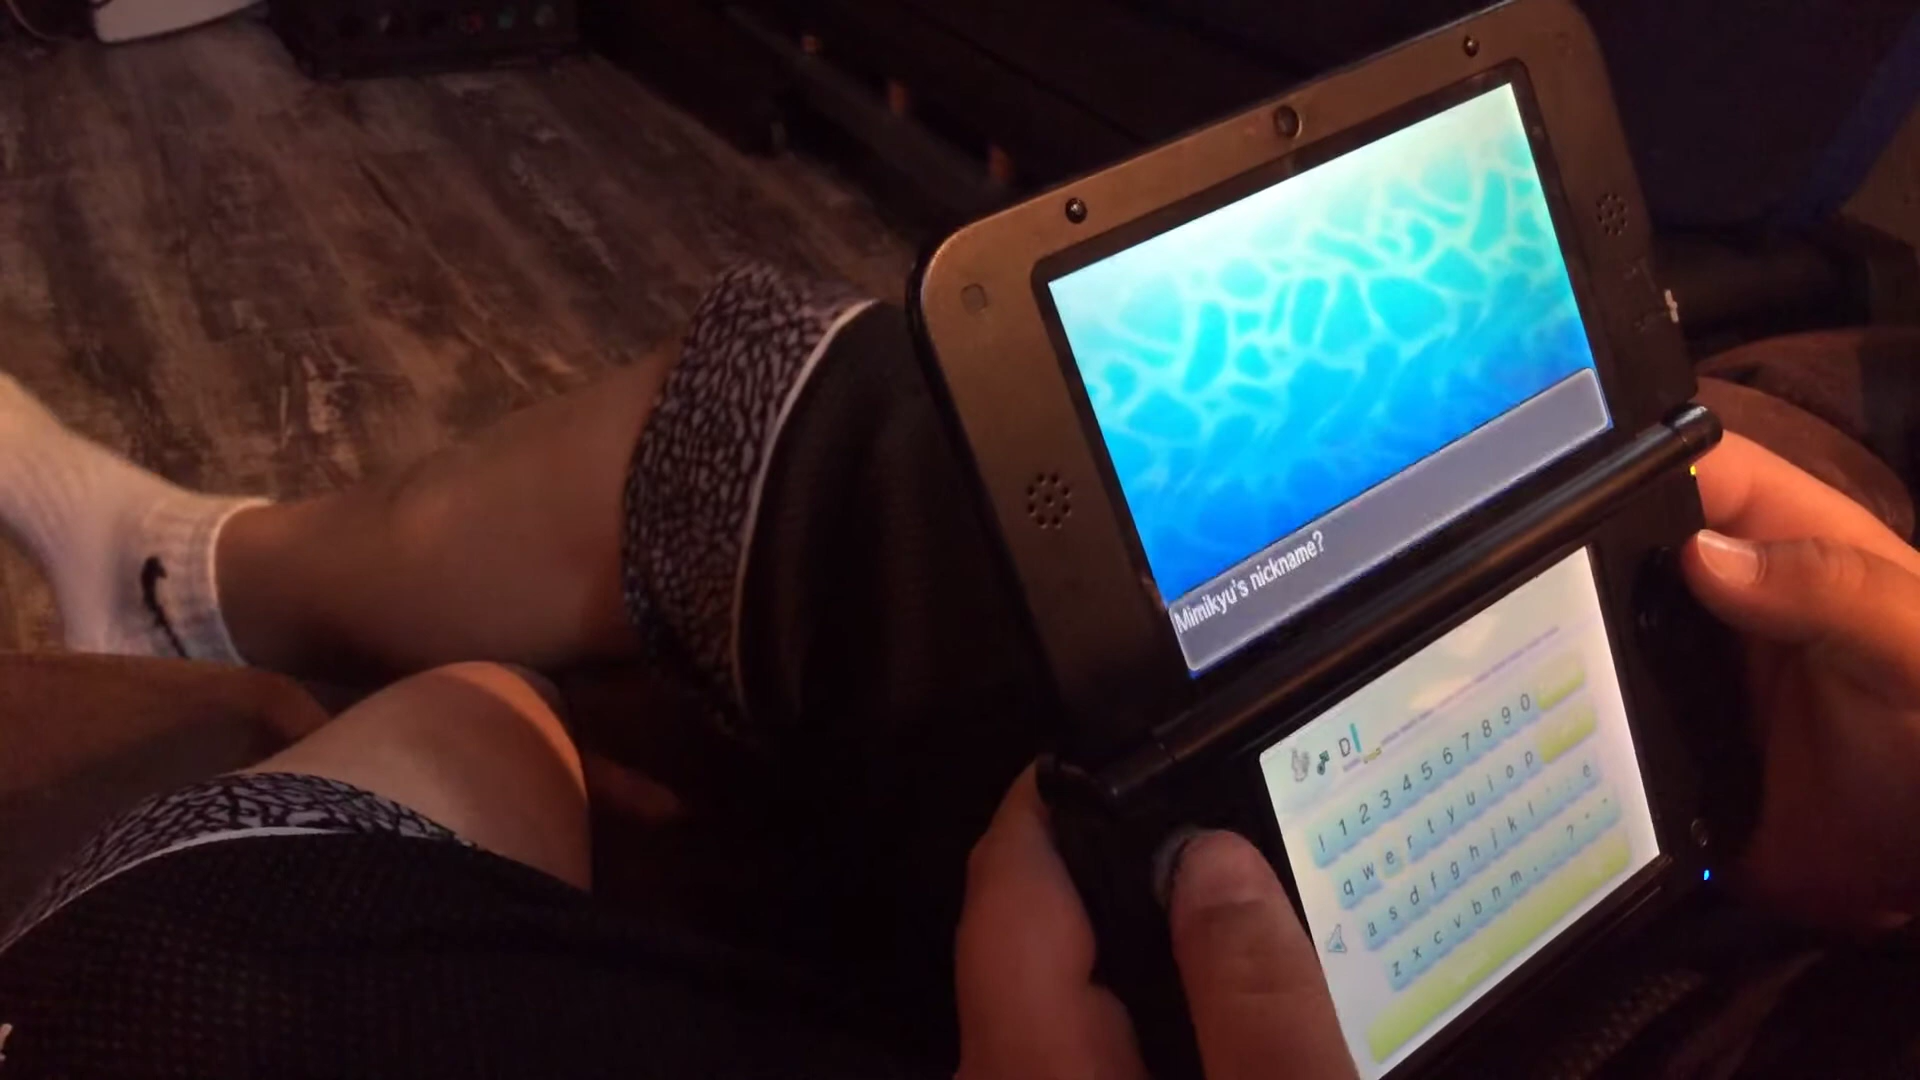 Mimikyu's nickname?
D
1 2 3 4 5 6 7 8 9 0
q w e r t y u i o p
a s d f g h j k l ' é
z x c v b n m , . ? - .